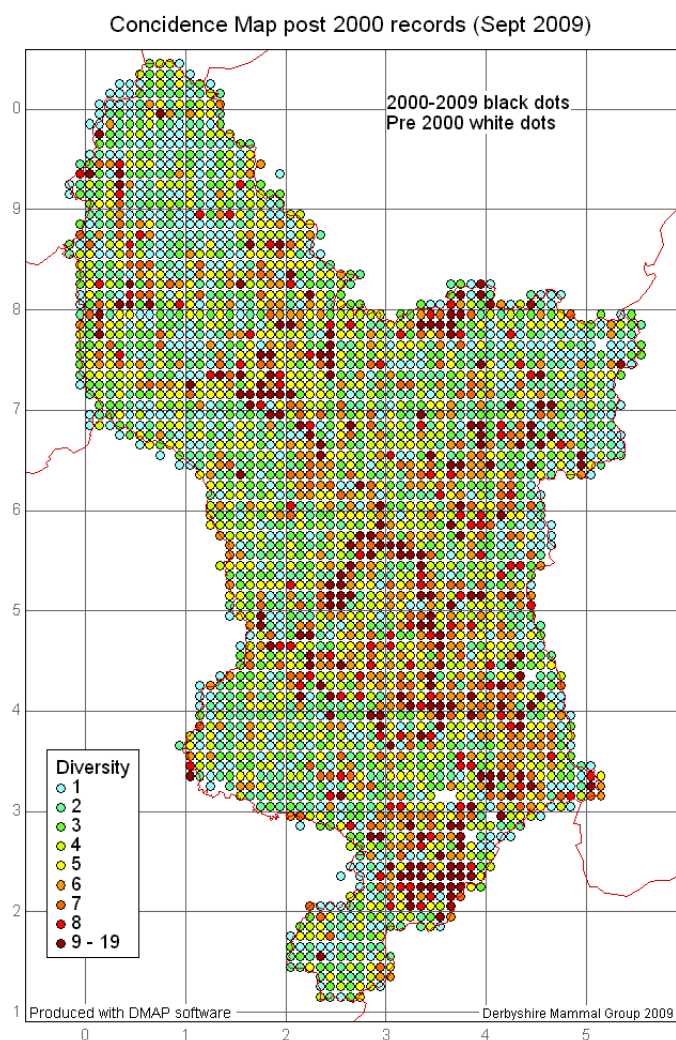 Concidence Map post 2000 records (Sept 2009)
2000-2009 black dots
Pre 2000 white dots
0
9
8
7
6
5
4
3
2
1
Diversity
1
2
3
4
5
6
7
8
9 - 19
Produced with DMAP software
Derbyshire Mammal Group 2009
0 1 2 3 4 5